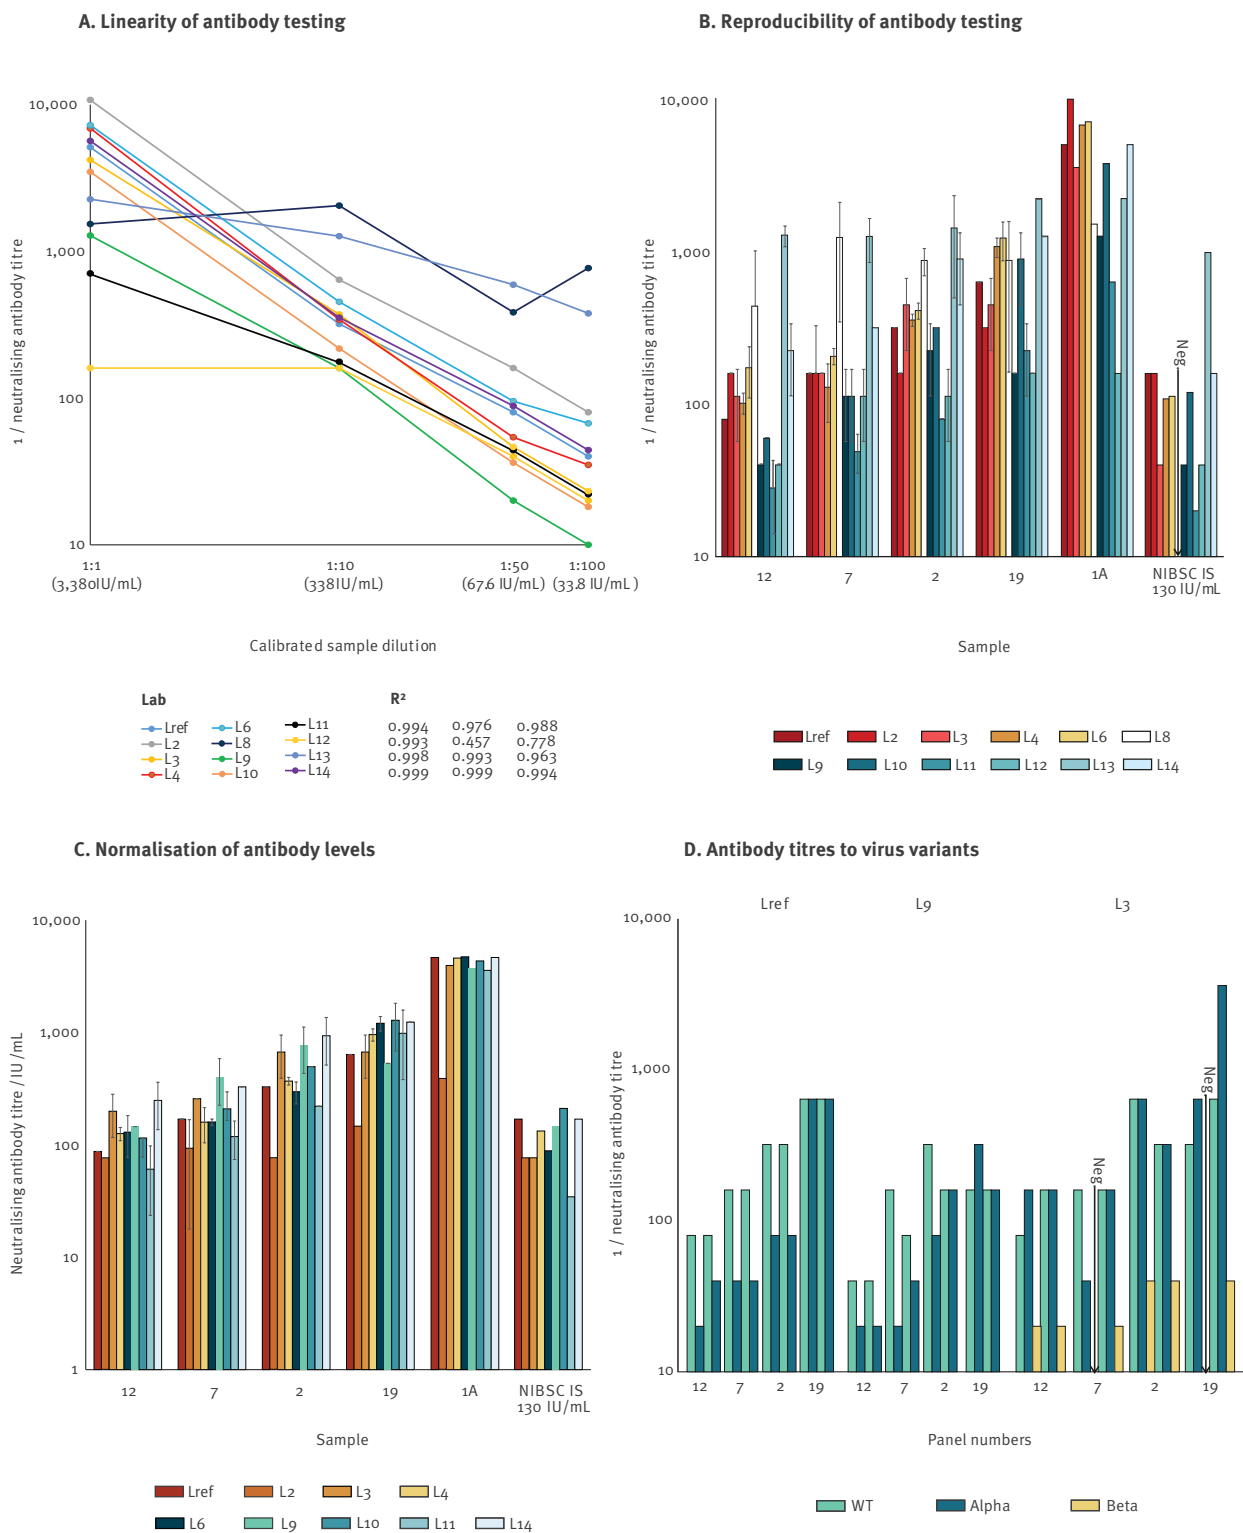 A. Linearity of antibody testing
1 / neutralising antibody titre
10,000
1,000
100
10
1:1 1:10 1:50 1:100
(3,380IU/mL) (338IU/mL) (67.6 IU/mL) (33.8 IU/mL)
Calibrated sample dilution
Lab R²
Lref L6 L11 0.994 0.976 0.988
L2 L8 L12 0.993 0.457 0.778
L3 L9 L13 0.998 0.993 0.963
L4 L10 L14 0.999 0.999 0.994
B. Reproducibility of antibody testing
1 / neutralising antibody titre
10,000
1,000
100
10
Neg
12 7 2 19 1A NIBSC IS
130 IU/mL
Sample
Lref L2 L3 L4 L6 L8
L9 L10 L11 L12 L13 L14
C. Normalisation of antibody levels
Neutralising antibody titre / IU /mL
10,000
1,000
100
10
1
12 7 2 19 1A NIBSC IS
130 IU/mL
Sample
Lref L2 L3 L4
L6 L9 L10 L11 L14
D. Antibody titres to virus variants
Lref L9 L3
1 / neutralising antibody titre
10,000
1,000
100
10
Neg
Neg
12 7 2 19 12 7 2 19 12 7 2 19
Panel numbers
WT Alpha Beta